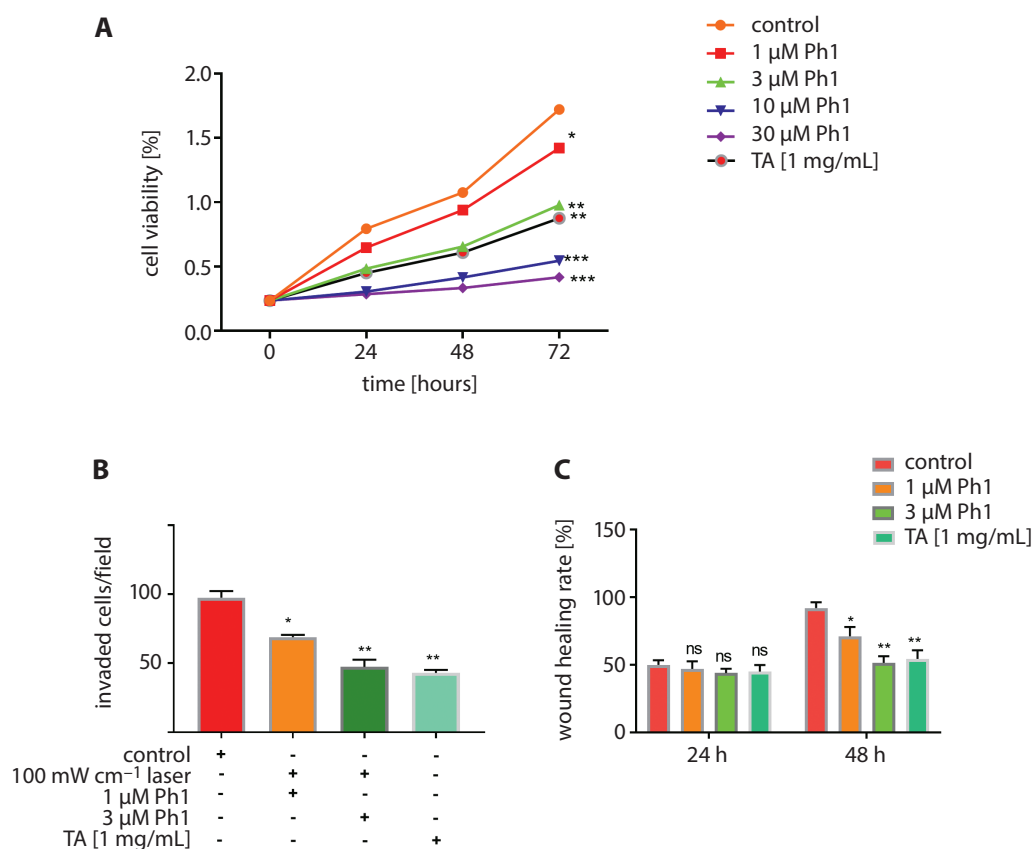 A
control
1 µM Ph1
3 µM Ph1
10 µM Ph1
30 µM Ph1
TA [1 mg/mL]
cell viability [%]
2.0
1.5
1.0
0.5
0.0
*
**
**
***
***
0 24 48 72
time [hours]
B
invaded cells/field
100
50
* ** **
control + - - -
100 mW cm⁻¹ laser - + + -
1 µM Ph1 - + - -
3 µM Ph1 - - + -
TA [1 mg/mL] - - - +
C
control
1 µM Ph1
3 µM Ph1
TA [1 mg/mL]
wound healing rate [%]
150
100
50
0
ns ns ns * ** **
24 h 48 h